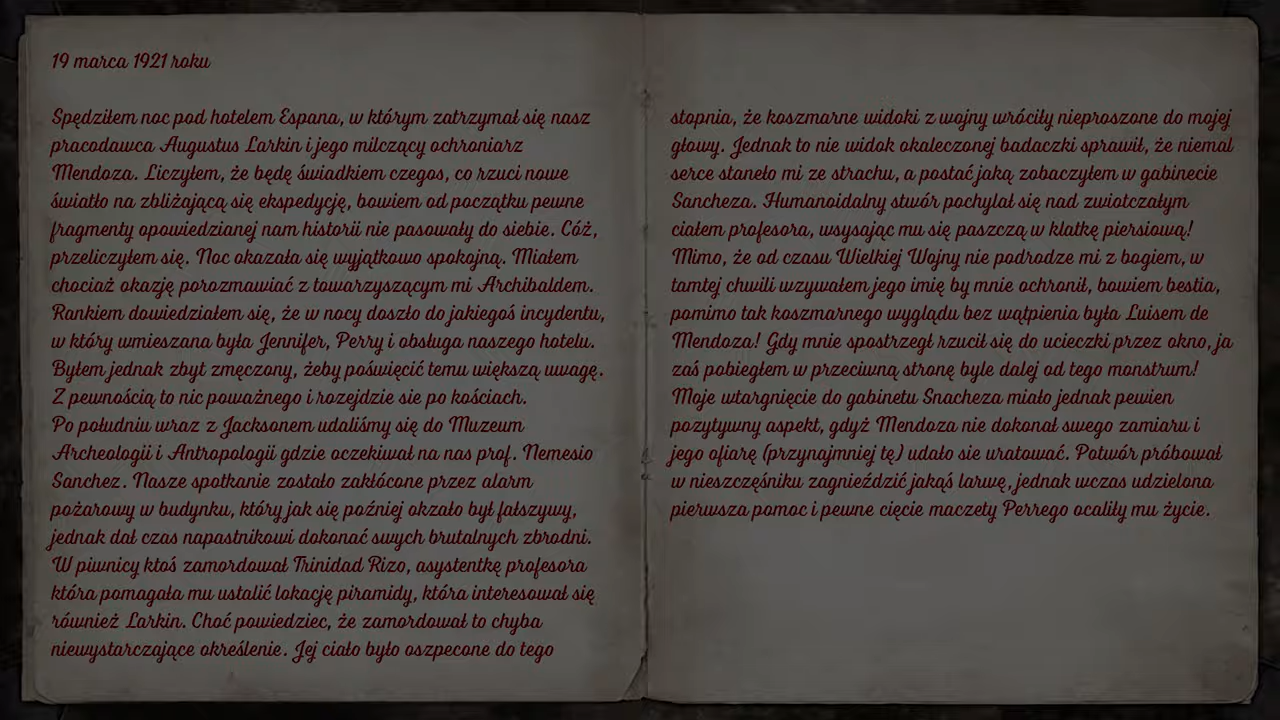 19 marca 1921 roku
Spędziłem noc pod hotelem Espana, w którym zatrzymał się nasz
pracodawca Augustus Larkin i jego milczący ochroniarz
Mendoza. Liczyłem, że będę świadkiem czegos, co rzuci nowe
światło na zbliżającą się ekspedycję, bowiem od początku pewne
fragmenty opowiedzianej nam historii nie pasowały do siebie. Cóż,
przeliczyłem się. Noc okazała się wyjątkowo spokojną. Miałem
chociaż okazję porozmawiać z towarzyszącym mi Archibaldem.
Rankiem dowiedziałem się, że w nocy doszło do jakiegoś incydentu,
w który wmieszana była Jennifer, Perry i obsługa naszego hotelu.
Byłem jednak zbyt zmęczony, żeby poświęcić temu większą uwagę.
Z pewnością to nic poważnego i rozejdzie sie po kościach.
Po południu wraz z Jacksonem udaliśmy się do Muzeum
Archeologii i Antropologii gdzie oczekiwał na nas prof. Nemesio
Sanchez. Nasze spotkanie zostało zakłócone przez alarm
pożarowy w budynku, który jak się poźniej okzało był fałszywy,
jednak dał czas napastnikowi dokonać swych brutalnych zbrodni.
W piwnicy ktoś zamordował Trinidad Rizo, asystentkę profesora
która pomagała mu ustalić lokację piramidy, która interesował się
również Larkin. Choć powiedziec, że zamordował to chyba
niewystarczające określenie. Jej ciało było oszpecone do tego
stopnia, że koszmarne widoki z wojny wróciły nieproszone do mojej
głowy. Jednak to nie widok okaleczonej badaczki sprawił, że niemal
serce staneło mi ze strachu, a postać jaką zobaczyłem w gabinecie
Sancheza. Humanoidalny stwór pochylał się nad zwiotczałym
ciałem profesora, wsysając mu się paszczą w klatkę piersiową!
Mimo, że od czasu Wielkiej Wojny nie podrodze mi z bogiem, w
tamtej chwili wzywałem jego imię by mnie ochronił, bowiem bestia,
pomimo tak koszmarnego wyglądu bez wątpienia była Luisem de
Mendoza! Gdy mnie spostrzegł rzucił się do ucieczki przez okno, ja
zaś pobiegłem w przeciwną stronę byle dalej od tego monstrum!
Moje wtargnięcie do gabinetu Snacheza miało jednak pewien
pozytywny aspekt, gdyż Mendoza nie dokonał swego zamiaru i
jego ofiarę (przynajmniej tę) udało sie uratować. Potwór próbował
w nieszczęśniku zagnieździć jakąś larwę, jednak wczas udzielona
pierwsza pomoc i pewne cięcie maczety Perrego ocaliły mu życie.